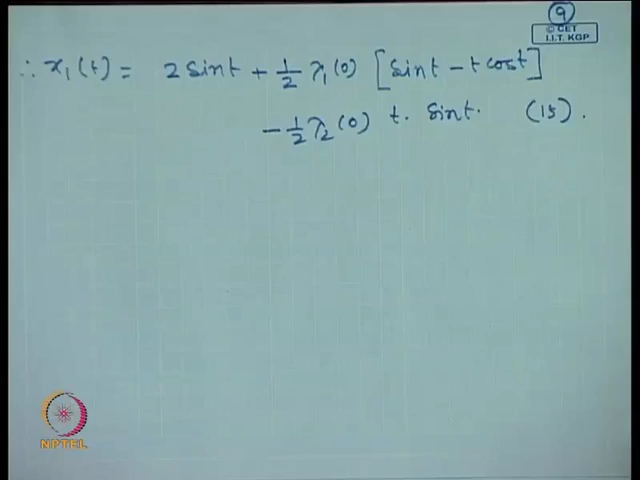 9
© CET
I.I.T. KGP
∴ x₁(t) = 2 sint + 1/2 λ₁(0) [sint - t cost]
- 1/2 λ₂(0) t. sint. (15).
NPTEL